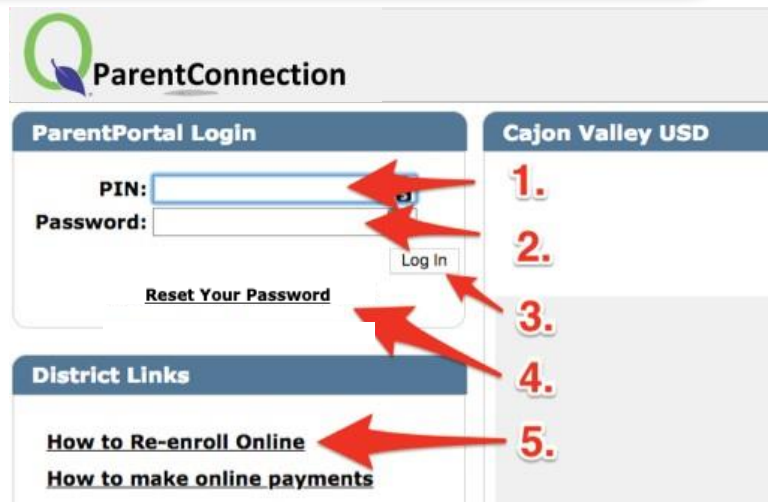 Q ParentConnection
ParentPortal Login
Cajon Valley USD
PIN:
1.
Password:
2.
Log In
Reset Your Password
3.
District Links
4.
How to Re-enroll Online
5.
How to make online payments